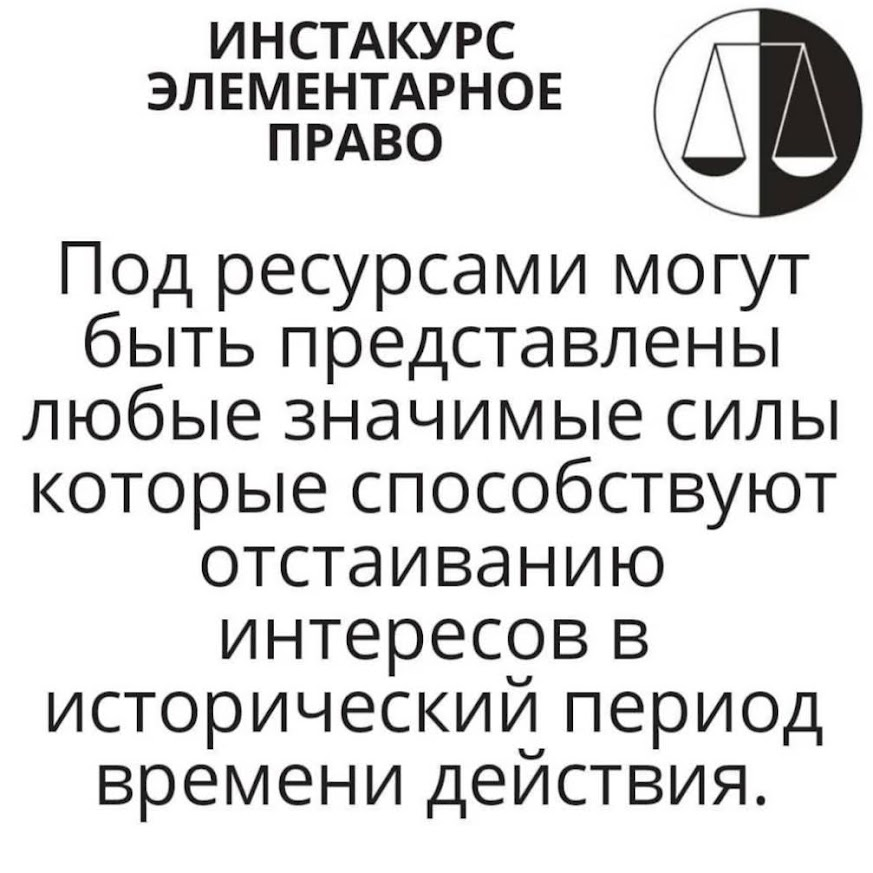 ИНСТАКУРС
ЭЛЕМЕНТАРНОЕ
ПРАВО
Под ресурсами могут
быть представлены
любые значимые силы
которые способствуют
отстаиванию
интересов в
исторический период
времени действия.